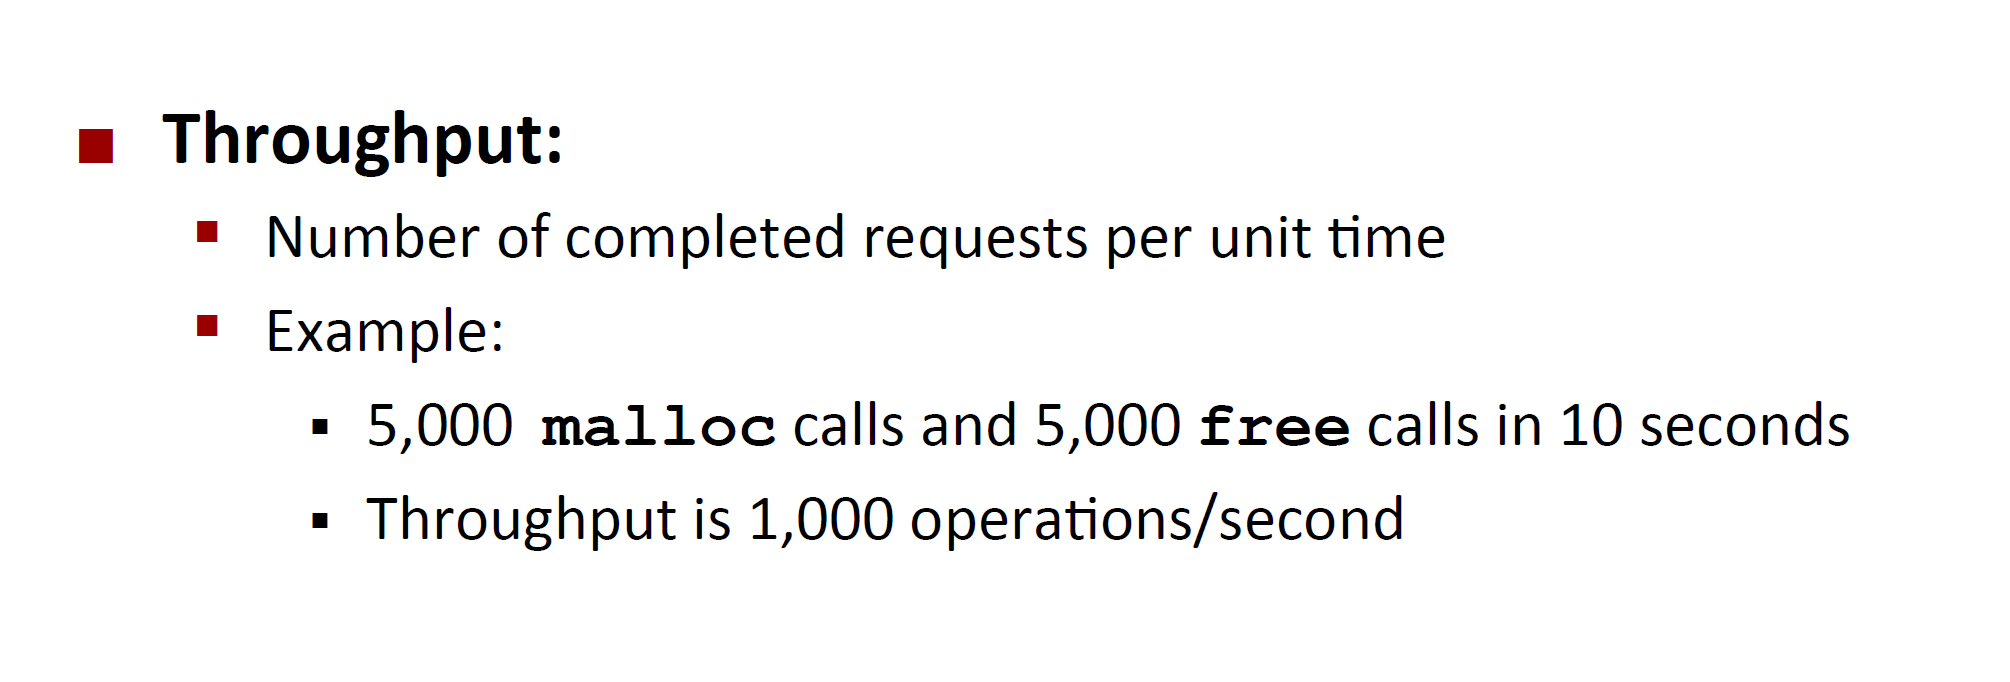 Throughput:
Number of completed requests per unit time
Example:
5,000 malloc calls and 5,000 free calls in 10 seconds
Throughput is 1,000 operations/second